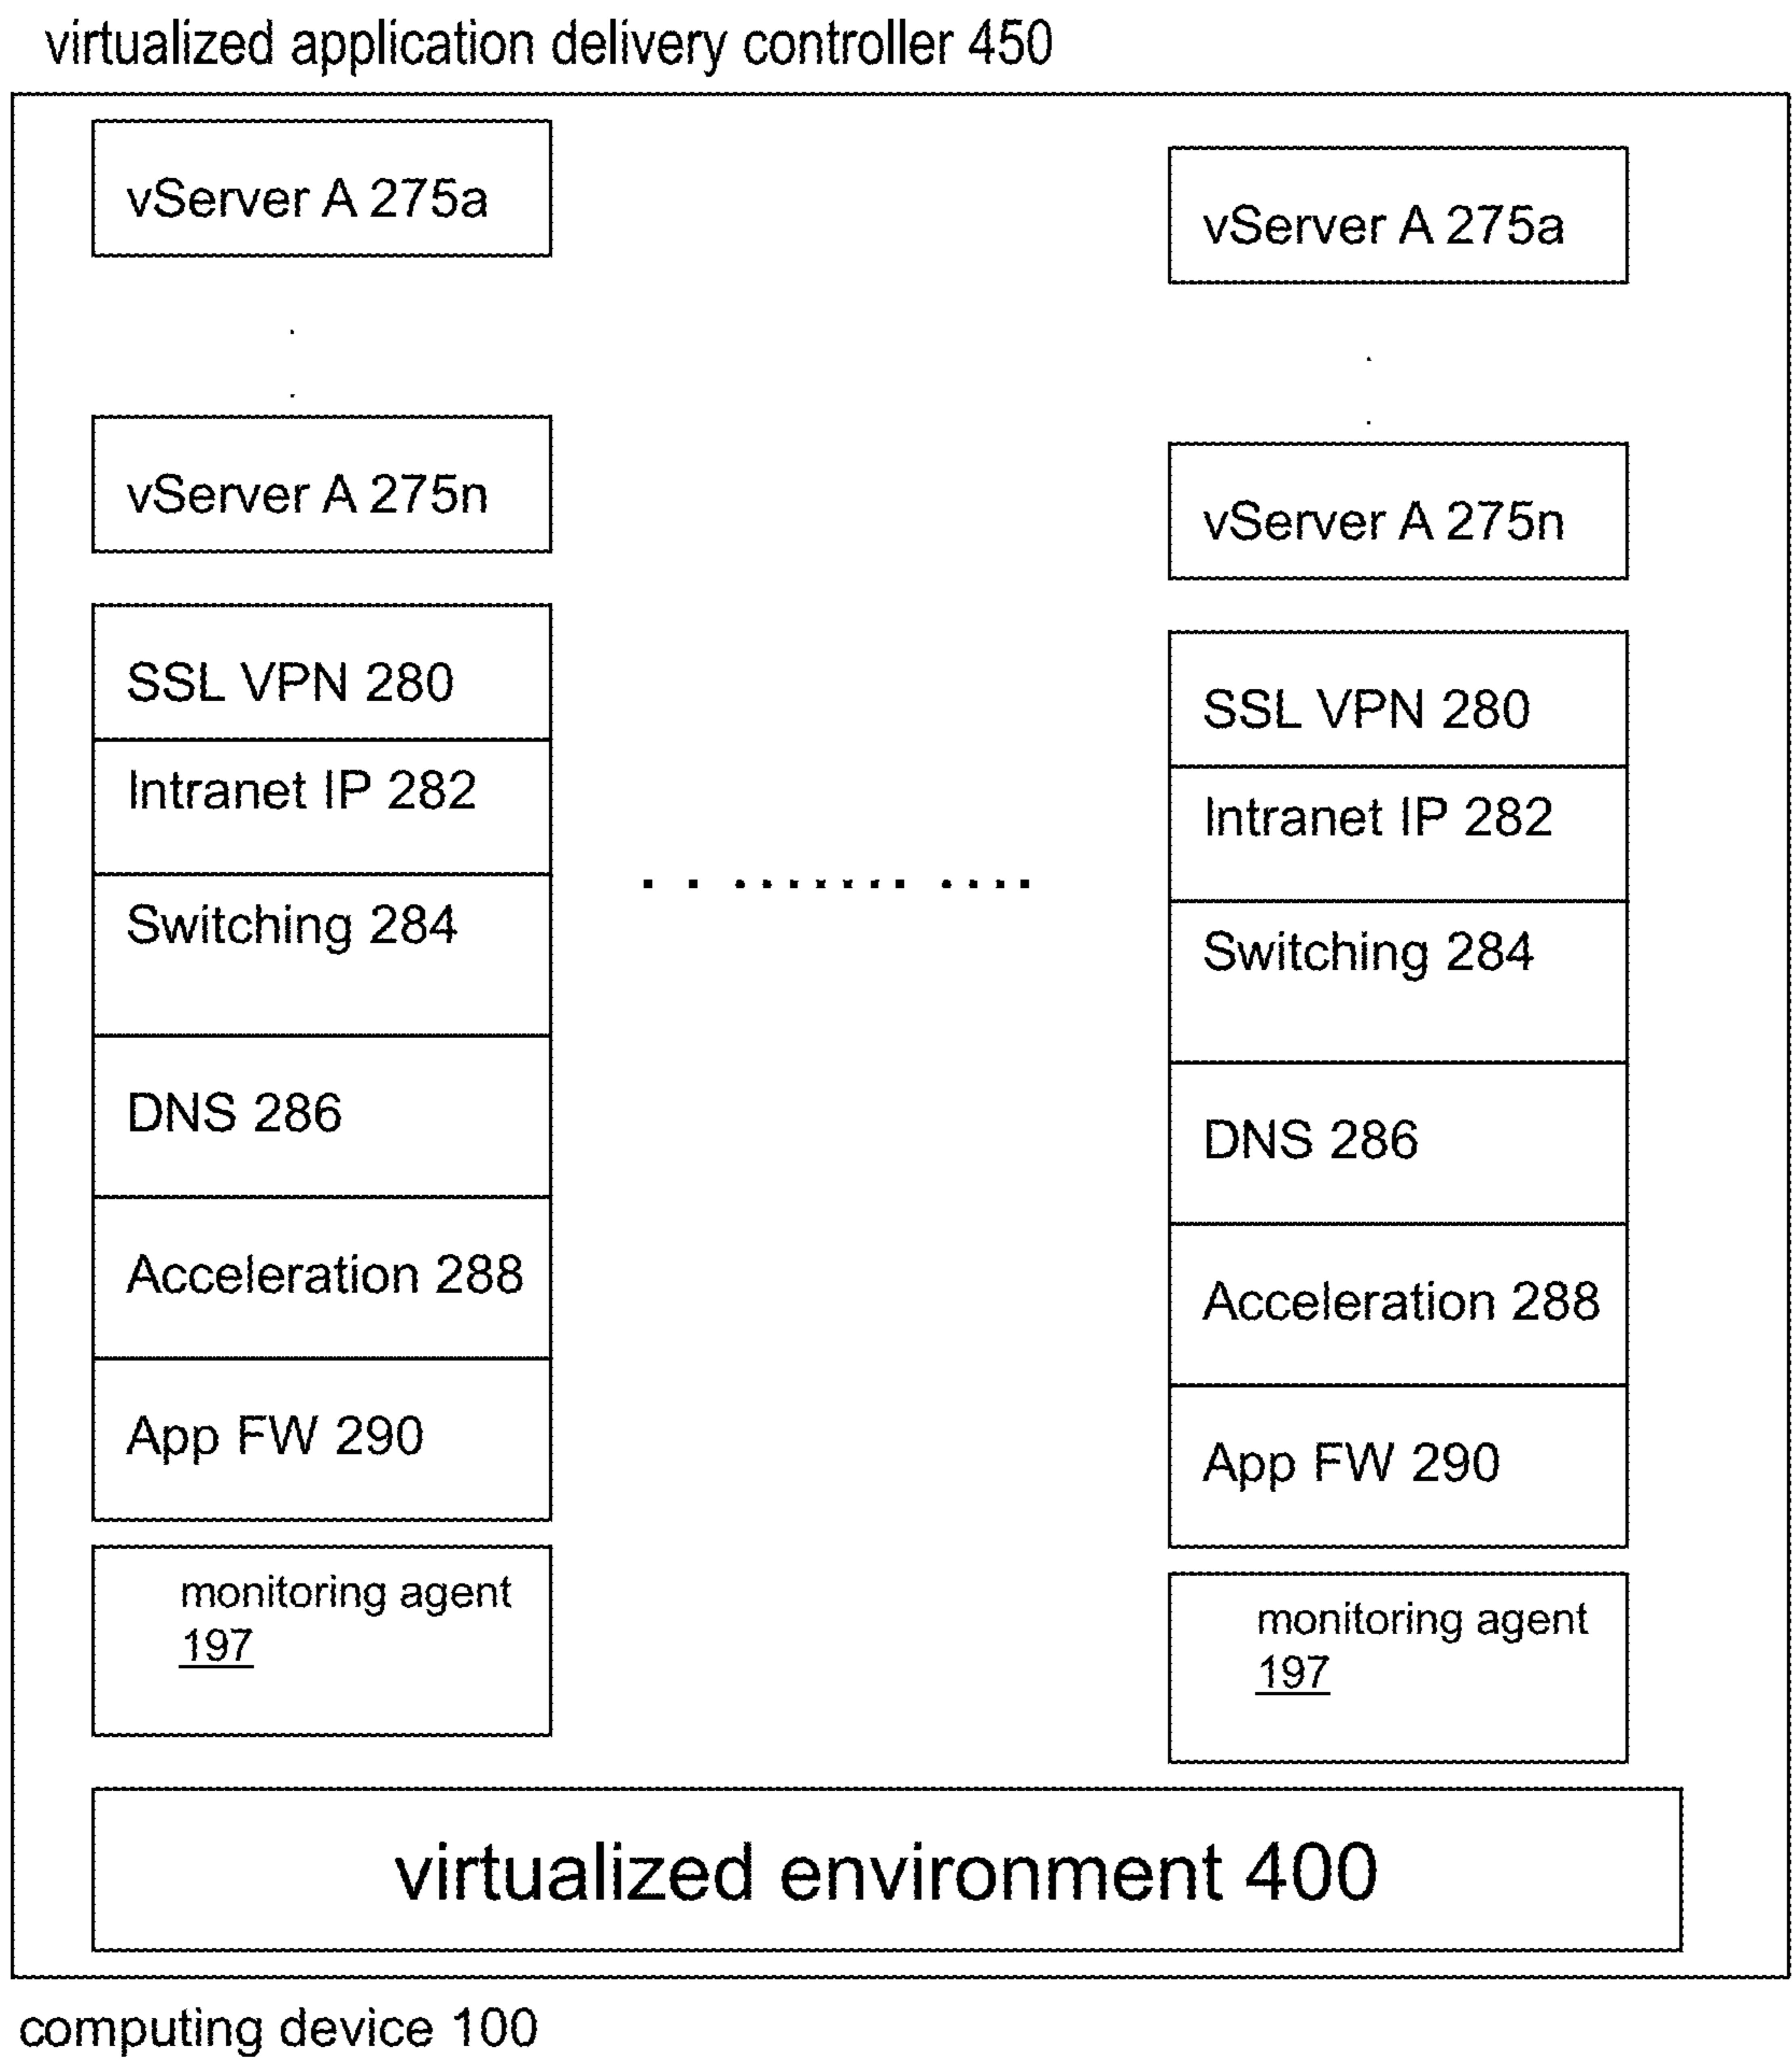 virtualized application delivery controller 450
vServer A 275a
vServer A 275n
SSL VPN 280
Intranet IP 282
Switching 284
DNS 286
Acceleration 288
App FW 290
monitoring agent
197
vServer A 275a
vServer A 275n
SSL VPN 280
Intranet IP 282
Switching 284
DNS 286
Acceleration 288
App FW 290
monitoring agent
197
virtualized environment 400
computing device 100